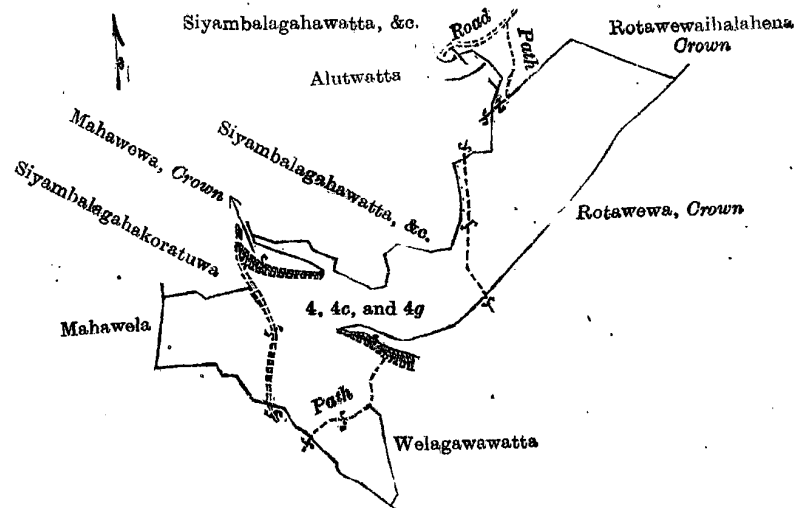 Siyambalagahawatta, &c.
Road
Path
Rotawewaihalahena
Crown
Alutwatta
Mahawewa, Crown
Siyambalagahawatta, &c.
Siyambalagahakoratuwa
Rotawewa, Crown
4, 4c, and 4g
Mahawela
Path
Welagawawatta